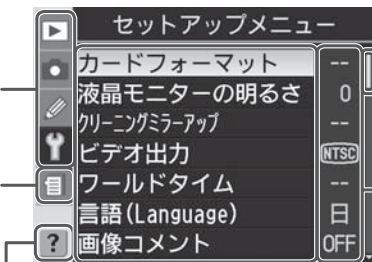 セットアップメニュー
カードフォーマット --
液晶モニターの明るさ 0
クリーニングミラーアップ --
ビデオ出力 NTSC
ワールドタイム --
言語(Language) 日
? 画像コメント OFF